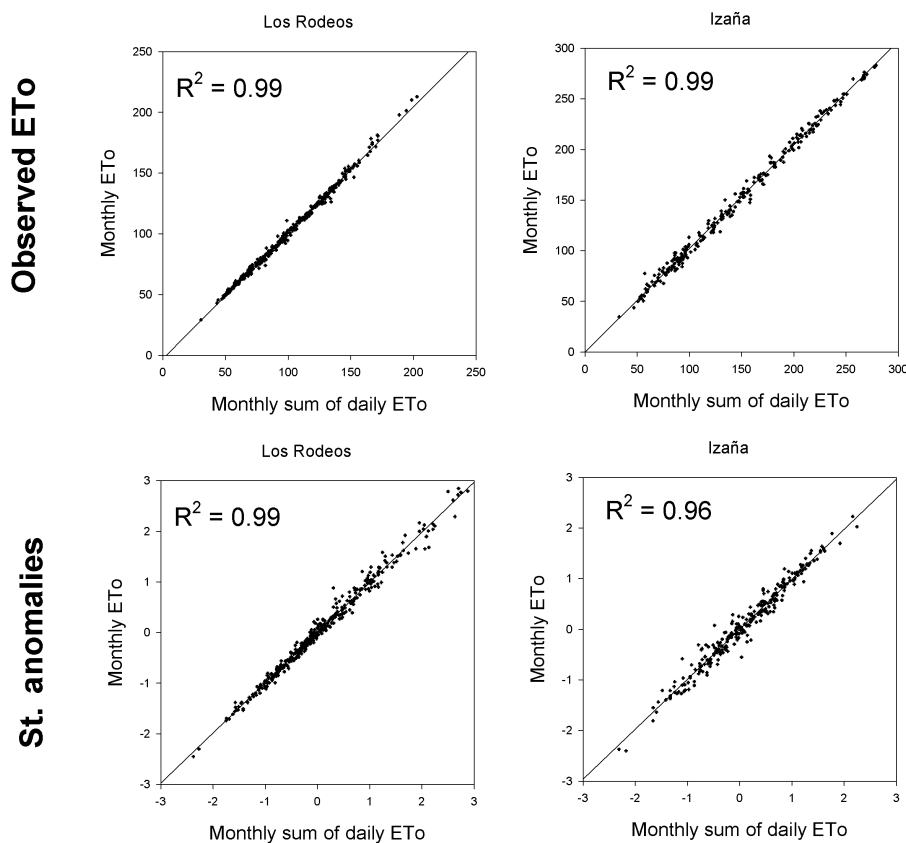 Los Rodeos
Izaña
Observed ETo
Monthly ETo
250
200
150
100
50
0
R² = 0.99
0 50 100 150 200 250
Monthly sum of daily ETo
Monthly ETo
300
250
200
150
100
50
0
R² = 0.99
0 50 100 150 200 300
Monthly sum of daily ETo
Los Rodeos
Izaña
St. anomalies
Monthly ETo
3
2
1
0
-1
-2
-3
R² = 0.99
-3 -2 -1 0 1 2 3
Monthly sum of daily ETo
Monthly ETo
3
2
1
0
-1
-2
-3
R² = 0.96
-3 -2 -1 0 1 2 3
Monthly sum of daily ETo